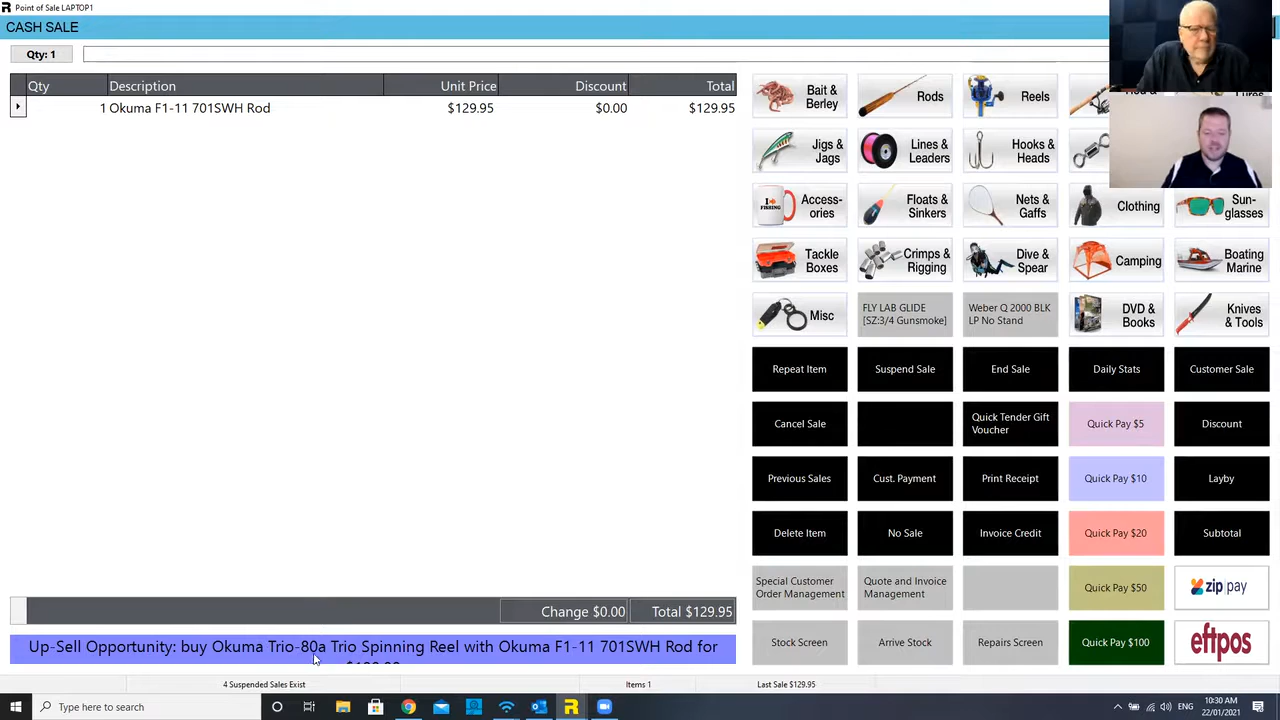 Point of Sale LAPTOP1
CASH SALE
Qty: 1
Qty Description Unit Price Discount Total
1 Okuma F1-11 701SWH Rod $129.95 $0.00 $129.95
Bait & Berley
Rods
Reels
Jigs & Jags
Lines & Leaders
Hooks & Heads
I FISHING
Access-ories
Floats & Sinkers
Nets & Gaffs
Clothing
Sun-glasses
Tackle Boxes
Crimps & Rigging
Dive & Spear
Camping
Boating Marine
Misc
FLY LAB GLIDE
[SZ:3/4 Gunsmoke]
Weber Q 2000 BLK
LP No Stand
DVD & Books
Knives & Tools
Repeat Item
Suspend Sale
End Sale
Daily Stats
Customer Sale
Cancel Sale
Quick Tender Gift
Voucher
Quick Pay $5
Discount
Previous Sales
Cust. Payment
Print Receipt
Quick Pay $10
Layby
Delete Item
No Sale
Invoice Credit
Quick Pay $20
Subtotal
Special Customer
Order Management
Quote and Invoice
Management
Quick Pay $50
zip pay
Stock Screen
Arrive Stock
Repairs Screen
Quick Pay $100
eftpos
Change $0.00 Total $129.95
Up-Sell Opportunity: buy Okuma Trio-80a Trio Spinning Reel with Okuma F1-11 701SWH Rod for
4 Suspended Sales Exist
Items 1
Last Sale $129.95
Type here to search
ENG
10:30 AM
22/01/2021